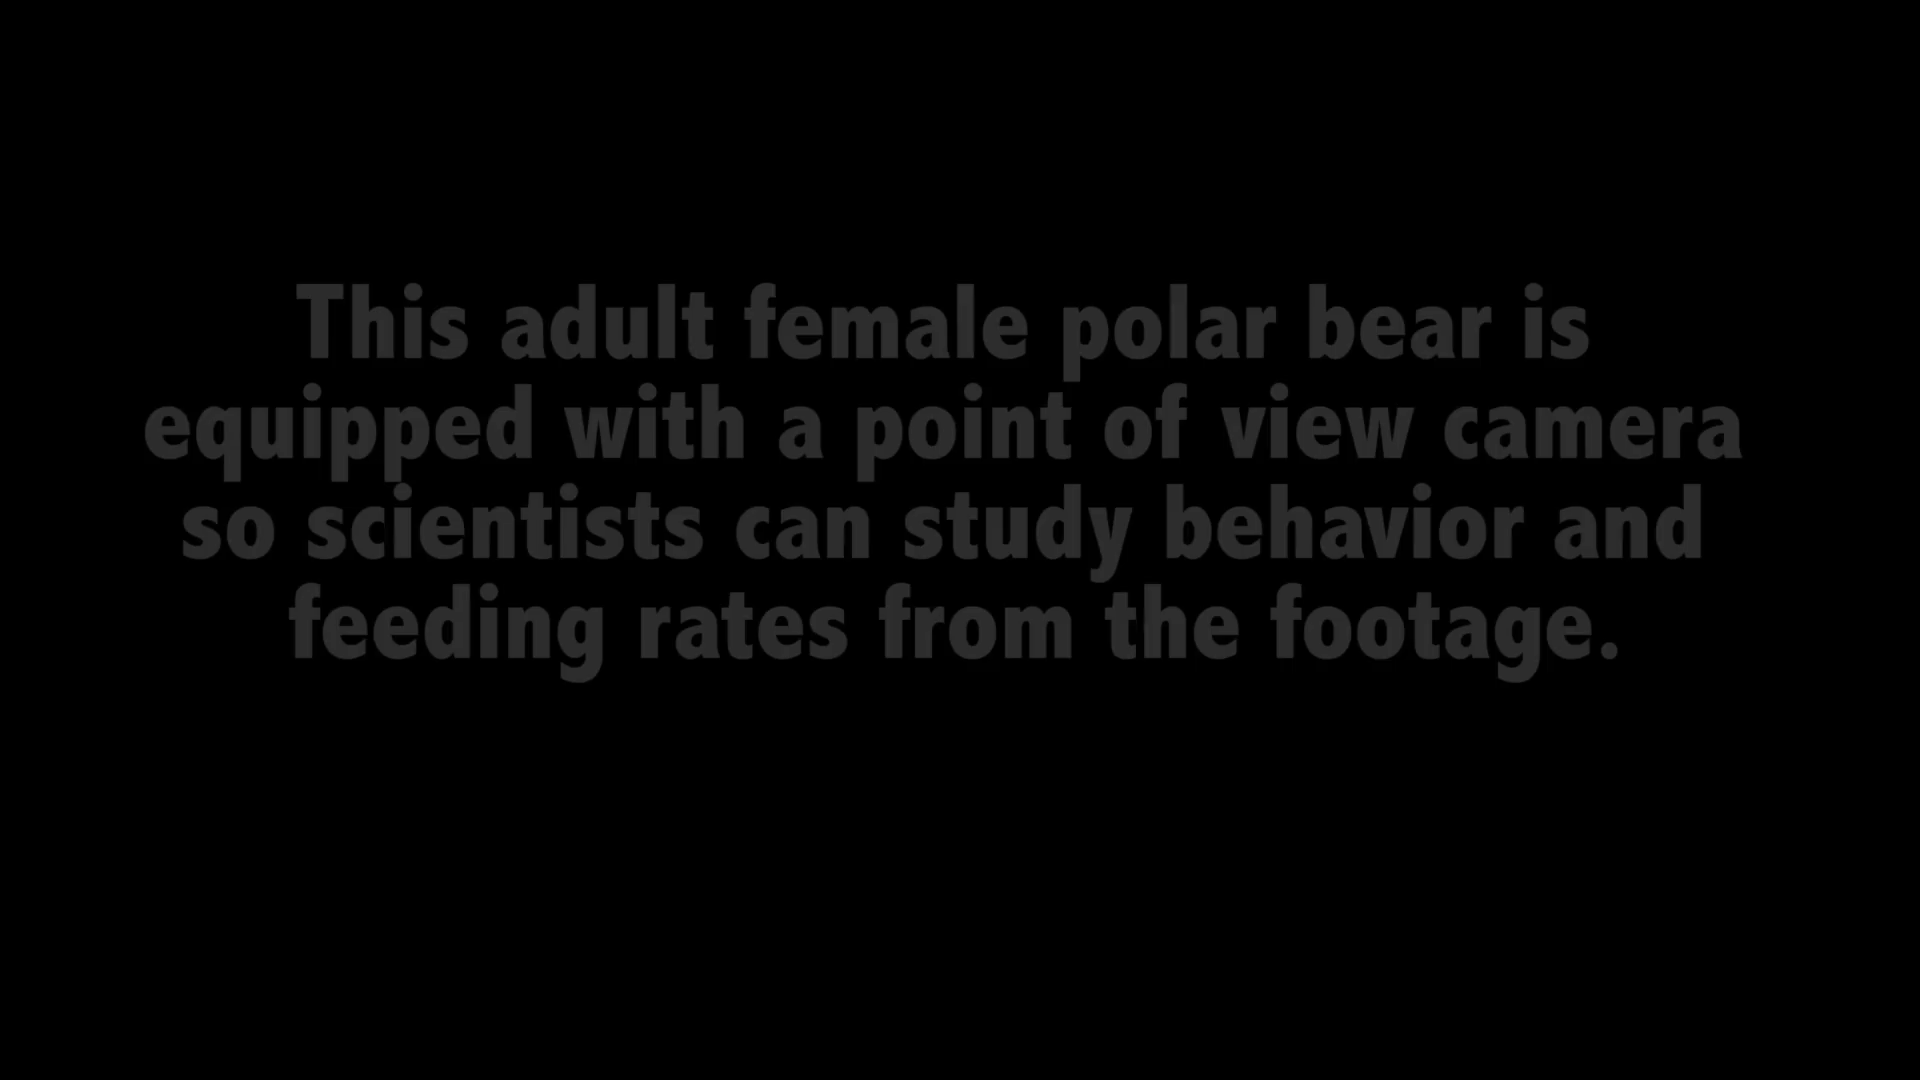 This adult female polar bear is
equipped with a point of view camera
so scientists can study behavior and
feeding rates from the footage.